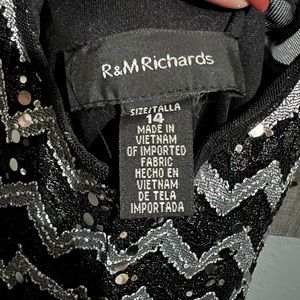 R&M Richards
SIZE/TALLA
14
MADE IN
VIETNAM
OF IMPORTED
FABRIC
HECHO EN
VIETNAM
DE TELA
IMPORTADA